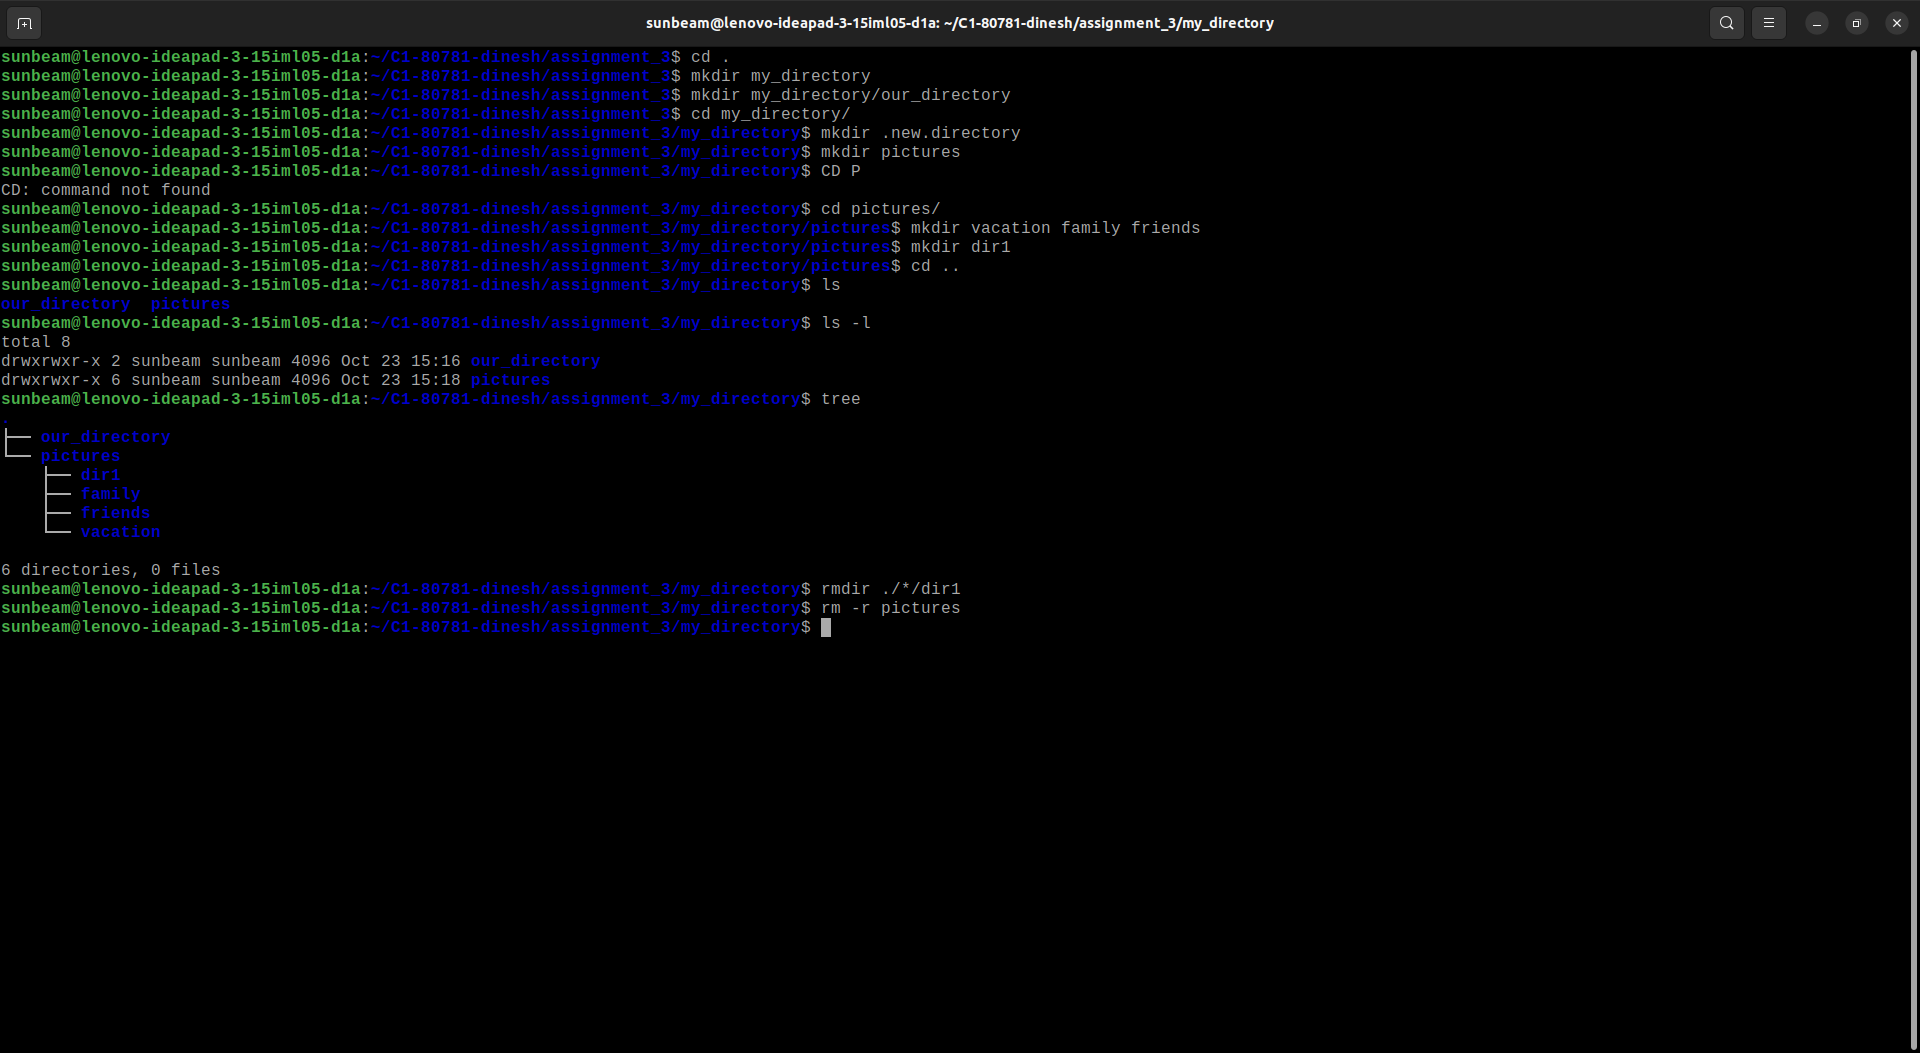 sunbeam@lenovo-ideapad-3-15iml05-d1a: ~/C1-80781-dinesh/assignment_3/my_directory
sunbeam@lenovo-ideapad-3-15iml05-d1a:~/C1-80781-dinesh/assignment_3$ cd .
sunbeam@lenovo-ideapad-3-15iml05-d1a:~/C1-80781-dinesh/assignment_3$ mkdir my_directory
sunbeam@lenovo-ideapad-3-15iml05-d1a:~/C1-80781-dinesh/assignment_3$ mkdir my_directory/our_directory
sunbeam@lenovo-ideapad-3-15iml05-d1a:~/C1-80781-dinesh/assignment_3$ cd my_directory/
sunbeam@lenovo-ideapad-3-15iml05-d1a:~/C1-80781-dinesh/assignment_3/my_directory$ mkdir .new.directory
sunbeam@lenovo-ideapad-3-15iml05-d1a:~/C1-80781-dinesh/assignment_3/my_directory$ mkdir pictures
sunbeam@lenovo-ideapad-3-15iml05-d1a:~/C1-80781-dinesh/assignment_3/my_directory$ CD P
CD: command not found
sunbeam@lenovo-ideapad-3-15iml05-d1a:~/C1-80781-dinesh/assignment_3/my_directory$ cd pictures/
sunbeam@lenovo-ideapad-3-15iml05-d1a:~/C1-80781-dinesh/assignment_3/my_directory/pictures$ mkdir vacation family friends
sunbeam@lenovo-ideapad-3-15iml05-d1a:~/C1-80781-dinesh/assignment_3/my_directory/pictures$ mkdir dir1
sunbeam@lenovo-ideapad-3-15iml05-d1a:~/C1-80781-dinesh/assignment_3/my_directory/pictures$ cd ..
sunbeam@lenovo-ideapad-3-15iml05-d1a:~/C1-80781-dinesh/assignment_3/my_directory$ ls
our_directory  pictures
sunbeam@lenovo-ideapad-3-15iml05-d1a:~/C1-80781-dinesh/assignment_3/my_directory$ ls -l
total 8
drwxrwxr-x 2 sunbeam sunbeam 4096 Oct 23 15:16 our_directory
drwxrwxr-x 6 sunbeam sunbeam 4096 Oct 23 15:18 pictures
sunbeam@lenovo-ideapad-3-15iml05-d1a:~/C1-80781-dinesh/assignment_3/my_directory$ tree
.
├── our_directory
└── pictures
    ├── dir1
    ├── family
    ├── friends
    └── vacation
6 directories, 0 files
sunbeam@lenovo-ideapad-3-15iml05-d1a:~/C1-80781-dinesh/assignment_3/my_directory$ rmdir ./*/dir1
sunbeam@lenovo-ideapad-3-15iml05-d1a:~/C1-80781-dinesh/assignment_3/my_directory$ rm -r pictures
sunbeam@lenovo-ideapad-3-15iml05-d1a:~/C1-80781-dinesh/assignment_3/my_directory$